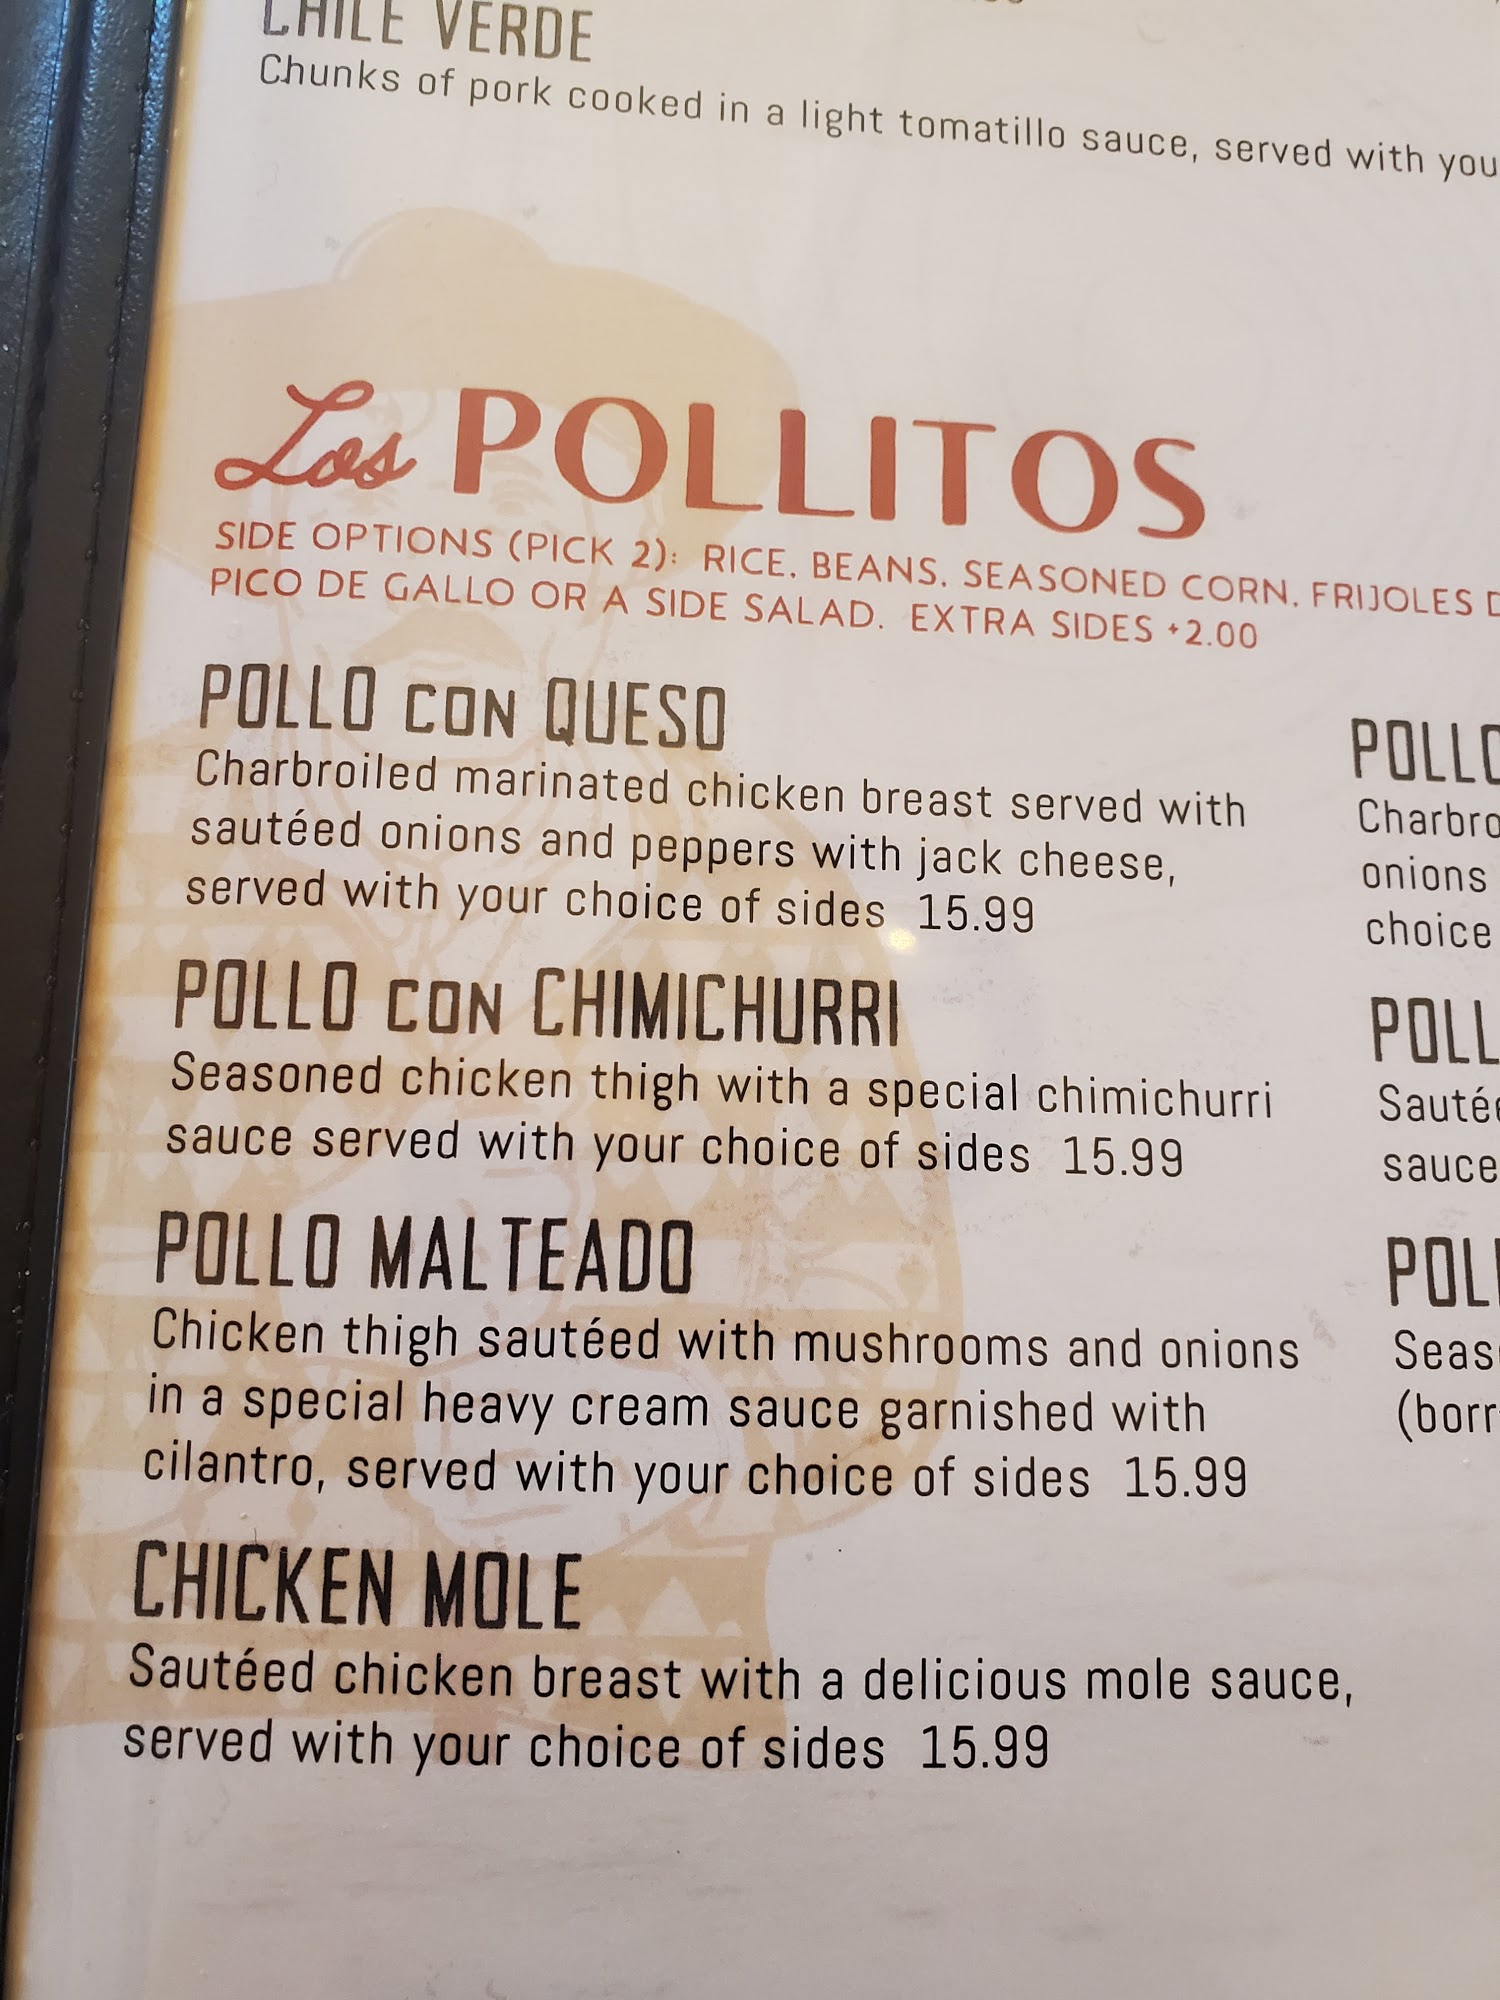 CHILE VERDE
Chunks of pork cooked in a light tomatillo sauce, served with you
Los POLLITOS
SIDE OPTIONS (PICK 2): RICE, BEANS, SEASONED CORN, FRIJOLES D
PICO DE GALLO OR A SIDE SALAD. EXTRA SIDES +2.00
POLLO CON QUESO
Charbroiled marinated chicken breast served with
sautéed onions and peppers with jack cheese,
served with your choice of sides 15.99
POLLO CON CHIMICHURRI
Seasoned chicken thigh with a special chimichurri
sauce served with your choice of sides 15.99
POLLO MALTEADO
Chicken thigh sautéed with mushrooms and onions
in a special heavy cream sauce garnished with
cilantro, served with your choice of sides 15.99
CHICKEN MOLE
Sautéed chicken breast with a delicious mole sauce,
served with your choice of sides 15.99
POLLO
Charbro
onions
choice
POLL
Sautée
sauce
POLL
Seas
(borr